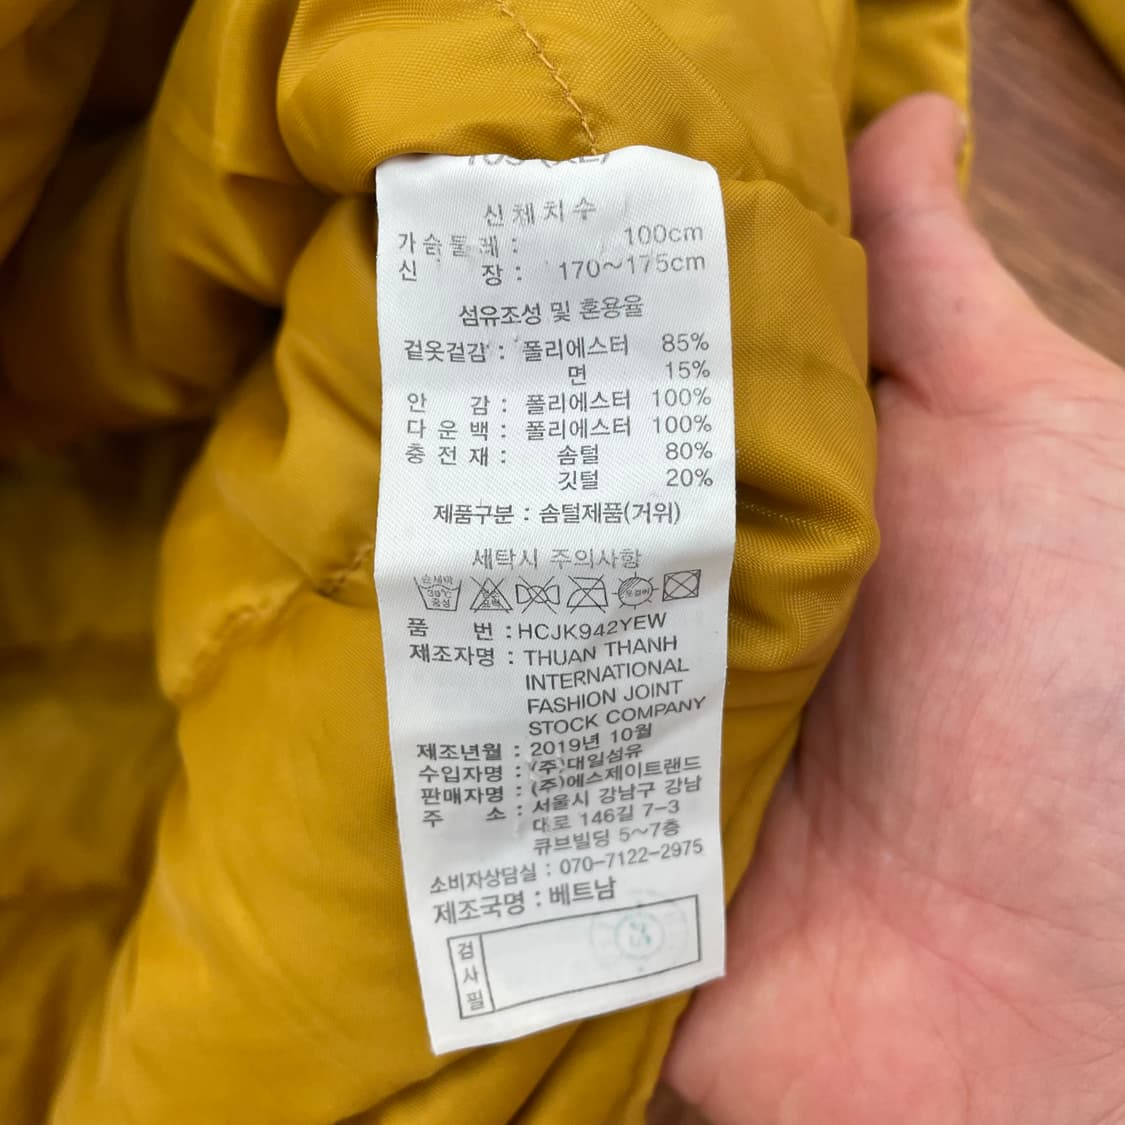 신체치수
가슴둘레 : 100cm
신 장 : 170~175cm
섬유조성 및 혼용율
겉옷겉감 : 폴리에스터 85%
면 15%
안 감 : 폴리에스터 100%
다 운 백 : 폴리에스터 100%
충 전 재 : 솜털 80%
깃털 20%
제품구분 : 솜털제품(거위)
세탁시 주의사항
손세탁
30℃
중성
품 번 : HCJK942YEW
제조자명 : THUAN THANH
INTERNATIONAL
FASHION JOINT
STOCK COMPANY
제조년월 : 2019년 10월
수입자명 : (주)대일섬유
판매자명 : (주)에스제이트랜드
주 소 : 서울시 강남구 강남
대로 146길 7-3
큐브빌딩 5~7층
소비자상담실 : 070-7122-2975
제조국명 : 베트남
검
사
필